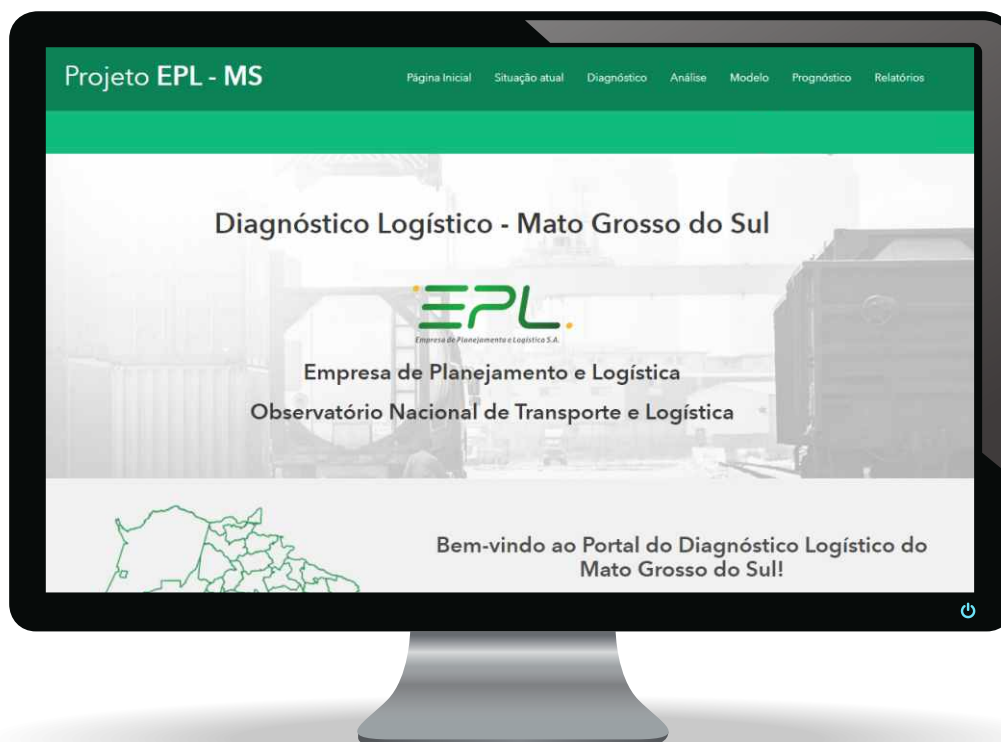 Projeto EPL - MS
Página Inicial Situação atual Diagnóstico Análise Modelo Prognóstico Relatórios
Diagnóstico Logístico - Mato Grosso do Sul
EPL
Empresa de Planejamento e Logística S.A.
Empresa de Planejamento e Logística
Observatório Nacional de Transporte e Logística
Bem-vindo ao Portal do Diagnóstico Logístico do
Mato Grosso do Sul!